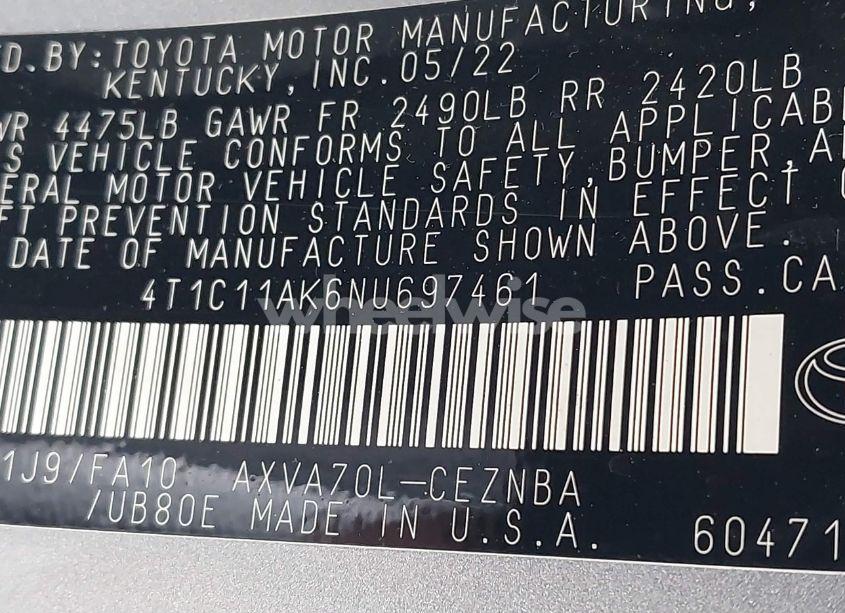 D.BY:TOYOTA MOTOR MANUFACTURING,
KENTUCKY,INC.05/22
WR 4475LB GAWR FR 2490LB RR 2420LB
S VEHICLE CONFORMS TO ALL APPLICABL
ERAL MOTOR VEHICLE SAFETY,BUMPER,A
FT PREVENTION STANDARDS IN EFFECT
DATE OF MANUFACTURE SHOWN ABOVE.
4T1C11AK6NU697461 PASS.CA
wheelwise
1J9/FA10 AXVA70L-CEZNBA
/UB80E MADE IN U.S.A. 60471